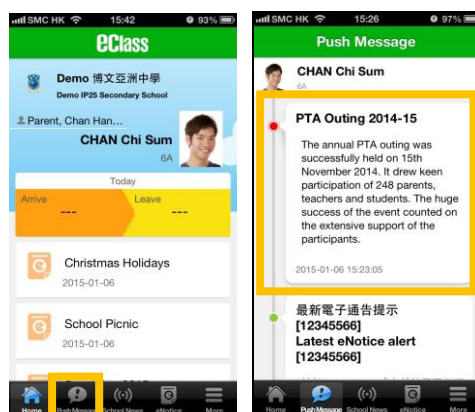 SMC HK 15:42 93%
eClass
Demo 博文亞洲中學
Demo IP25 Secondary School
Parent, Chan Han...
CHAN Chi Sum
6A
Today
Arrive Leave
--- ---
Christmas Holidays
2015-01-06
School Picnic
2015-01-06
Home Push Message School News eNotice More
SMC HK 15:26 97%
Push Message
CHAN Chi Sum
6A
PTA Outing 2014-15
The annual PTA outing was
successfully held on 15th
November 2014. It drew keen
participation of 248 parents,
teachers and students. The huge
success of the event counted on
the extensive support of the
participants.
2015-01-06 15:23:05
最新電子通告提示
[12345566]
Latest eNotice alert
[12345566]
Home Push Message School News eNotice More